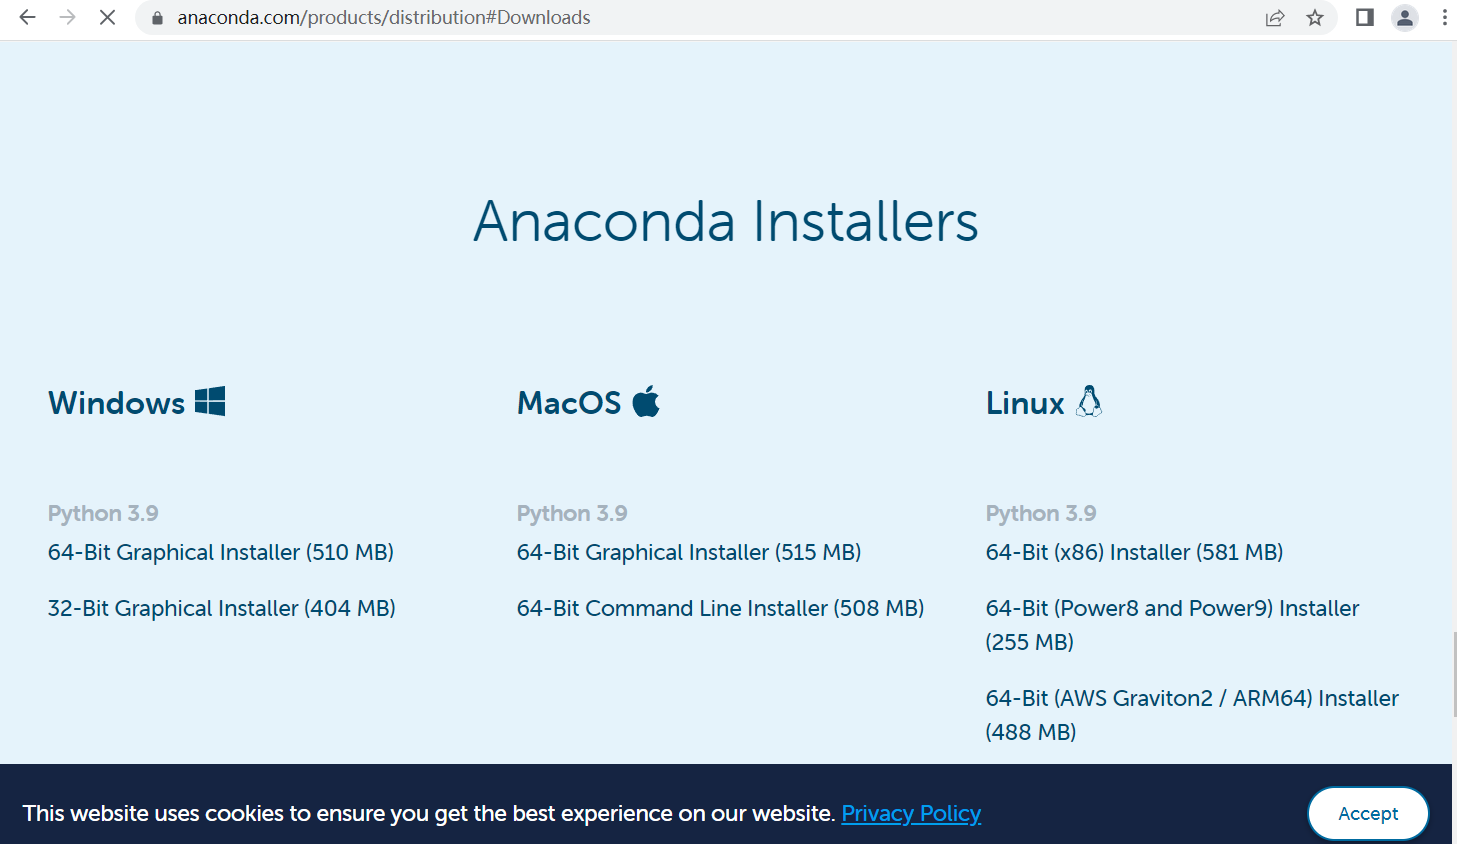 anaconda.com/products/distribution#Downloads
Anaconda Installers
Windows
Python 3.9
64-Bit Graphical Installer (510 MB)
32-Bit Graphical Installer (404 MB)
MacOS
Python 3.9
64-Bit Graphical Installer (515 MB)
64-Bit Command Line Installer (508 MB)
Linux
Python 3.9
64-Bit (x86) Installer (581 MB)
64-Bit (Power8 and Power9) Installer
(255 MB)
64-Bit (AWS Graviton2 / ARM64) Installer
(488 MB)
This website uses cookies to ensure you get the best experience on our website. Privacy Policy
Accept